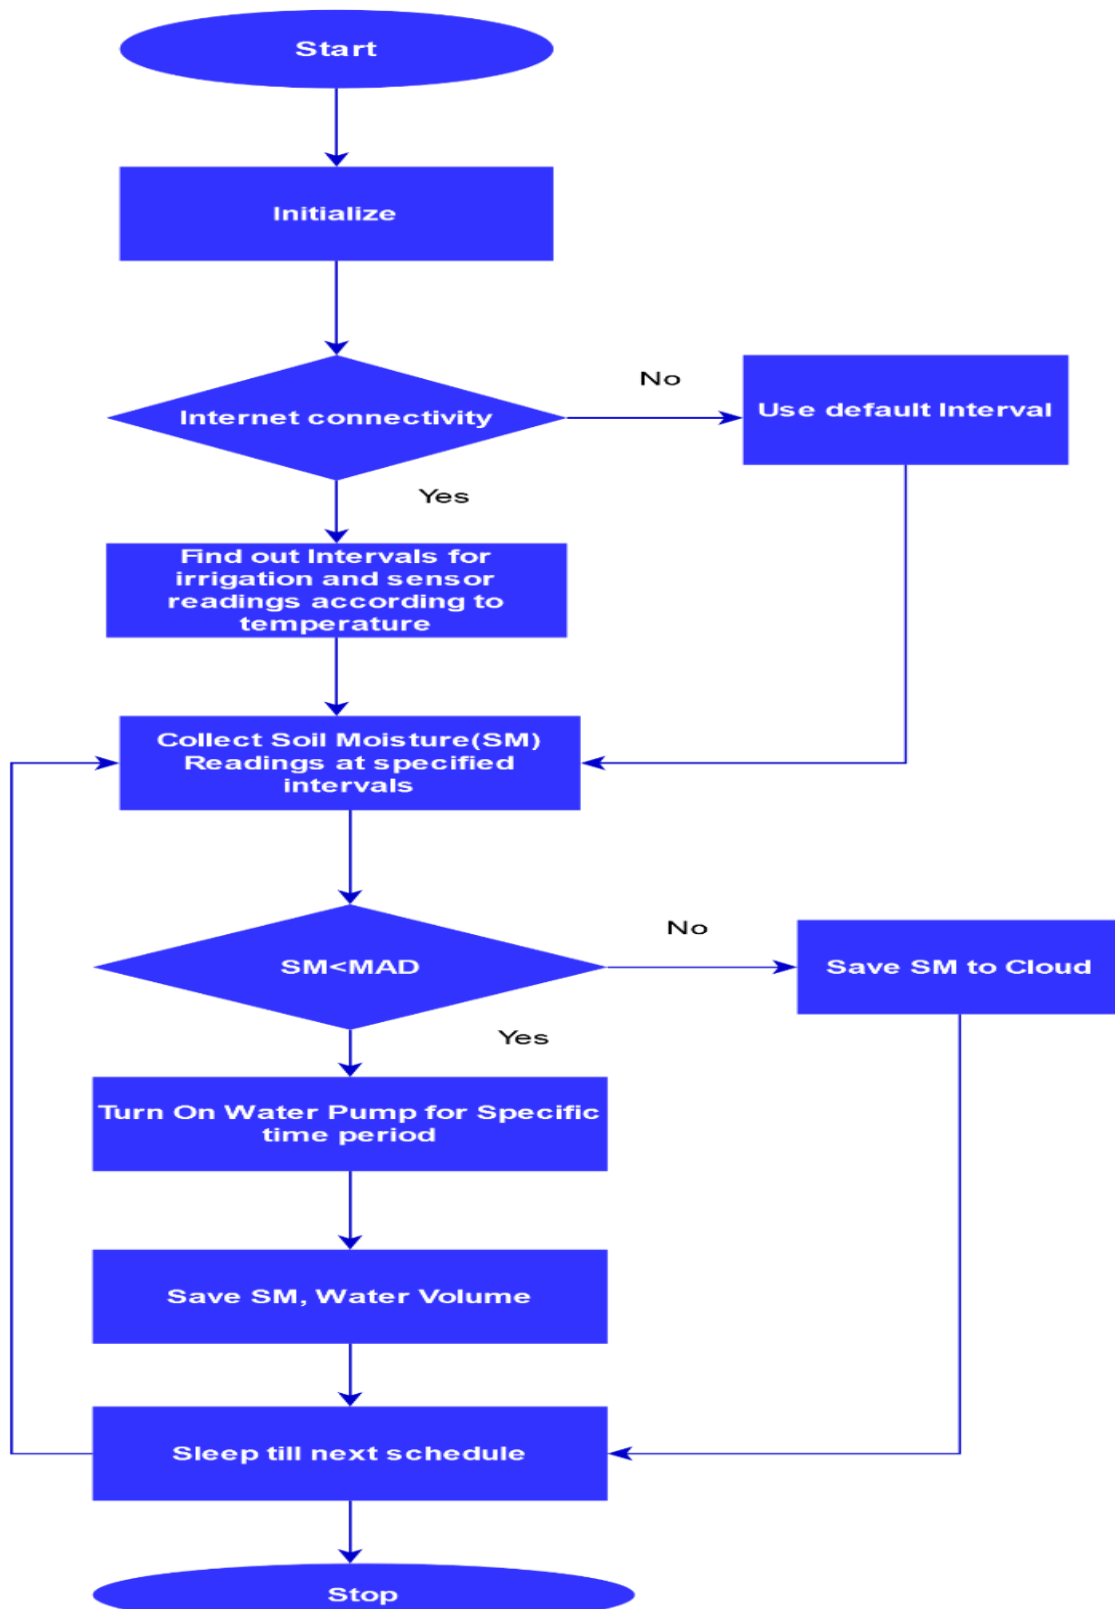 Start
Initialize
Internet connectivity
No
Use default Interval
Yes
Find out Intervals for
irrigation and sensor
readings according to
temperature
Collect Soil Moisture(SM)
Readings at specified
intervals
SM<MAD
No
Save SM to Cloud
Yes
Turn On Water Pump for Specific
time period
Save SM, Water Volume
Sleep till next schedule
Stop